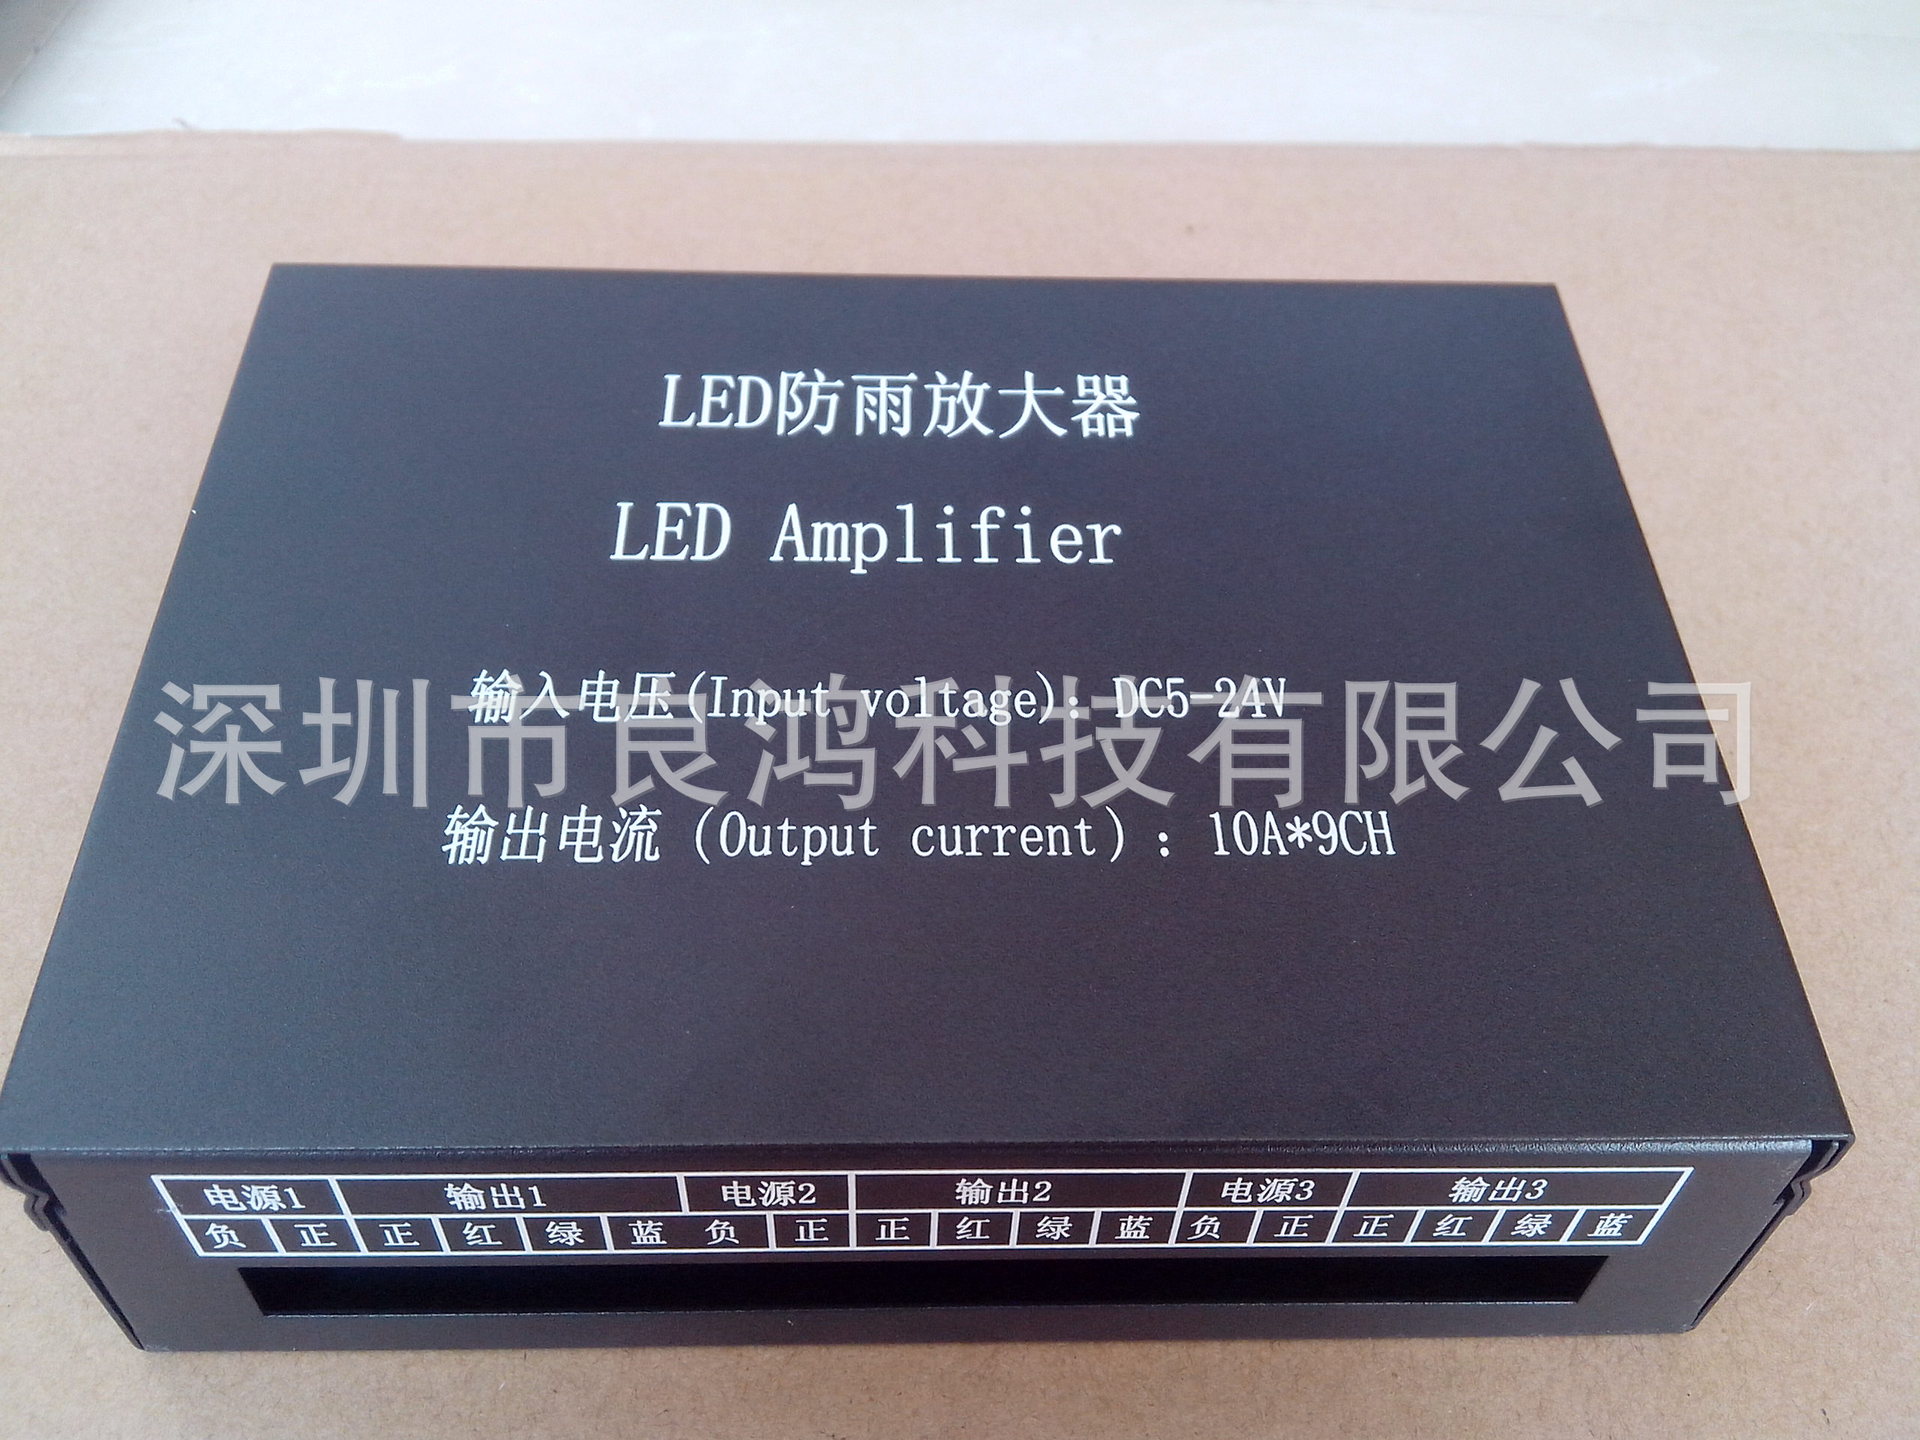 LED防雨放大器
LED Amplifier
输入电压(Input voltage)：DC5-24V
深圳市良鸿科技有限公司
输出电流 (Output current) ：10A*9CH
电源1 输出1 电源2 输出2 电源3 输出3
负 正 正 红 绿 蓝 负 正 正 红 绿 蓝 负 正 正 红 绿 蓝